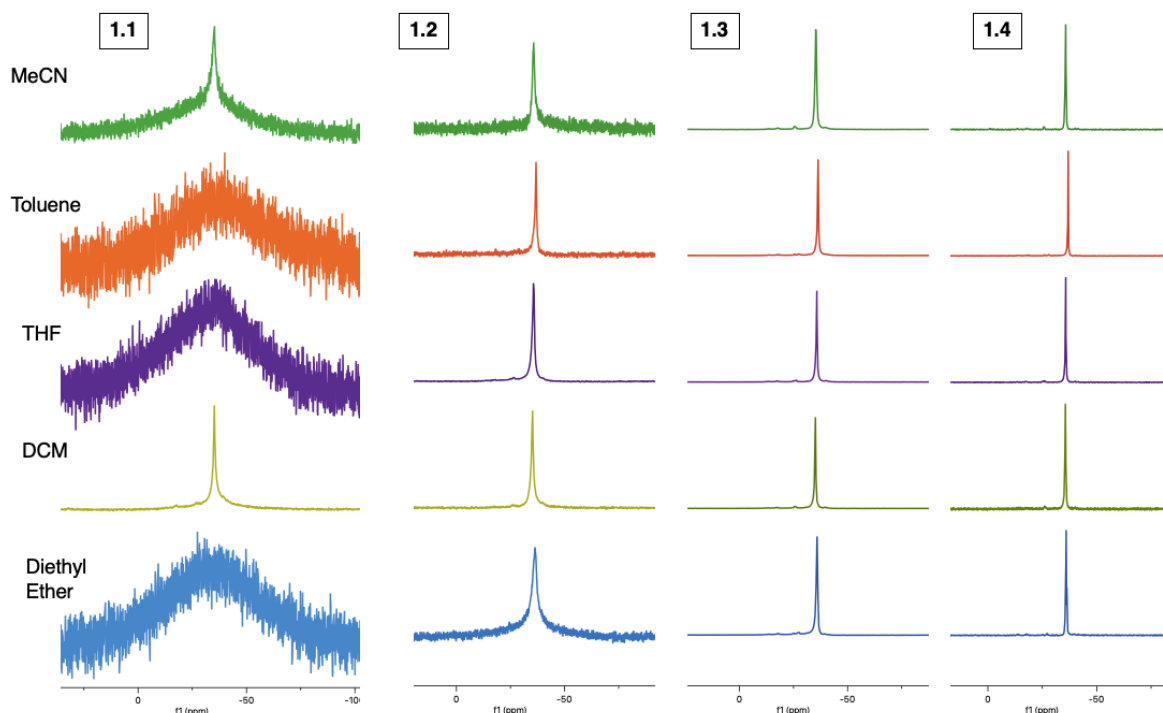 1.1
1.2
1.3
1.4
MeCN
Toluene
THF
DCM
Diethyl
Ether
0
-50
-10
f1 (ppm)
0
-50
f1 (ppm)
0
-50
f1 (ppm)
0
-50
f1 (ppm)